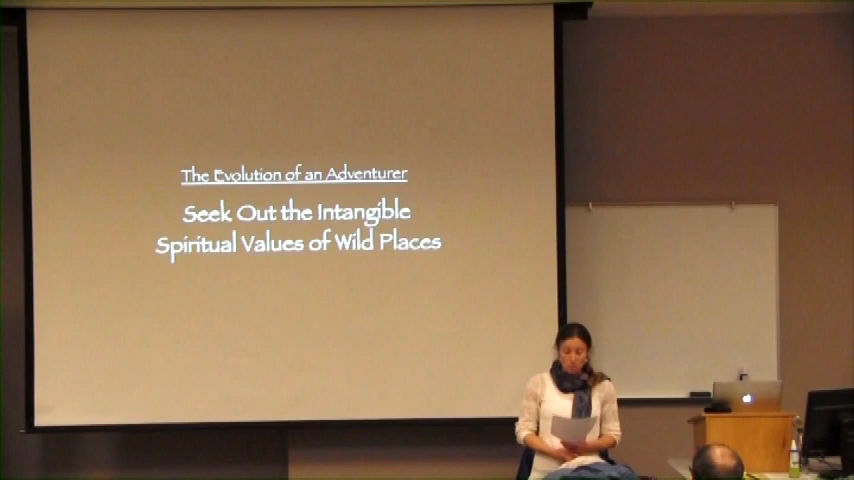 The Evolution of an Adventurer
Seek Out the Intangible
Spiritual Values of Wild Places